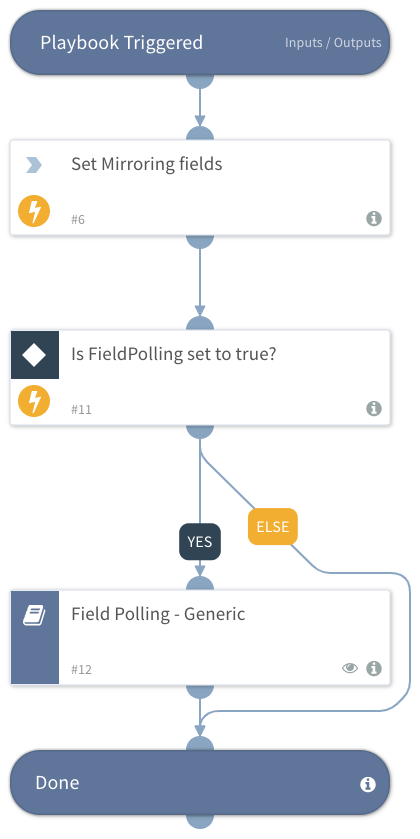 Playbook Triggered
Inputs / Outputs
Set Mirroring fields
#6
Is FieldPolling set to true?
#11
ELSE
YES
Field Polling - Generic
#12
Done